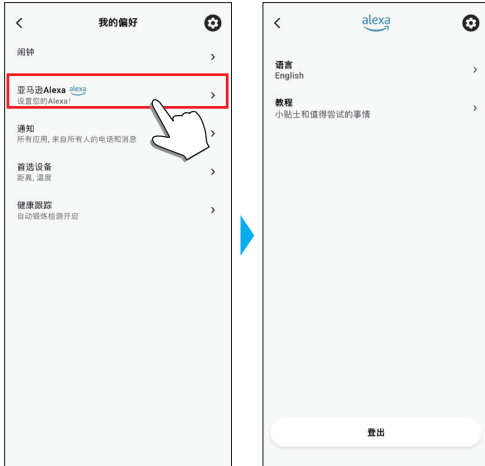 我的偏好
闹钟
亚马逊Alexa alexa
设置您的Alexa!
通知
所有应用, 来自所有人的电话和消息
首选设备
距离, 温度
健康跟踪
自动锻炼检测开启
alexa
语言
English
教程
小贴士和值得尝试的事情
登出